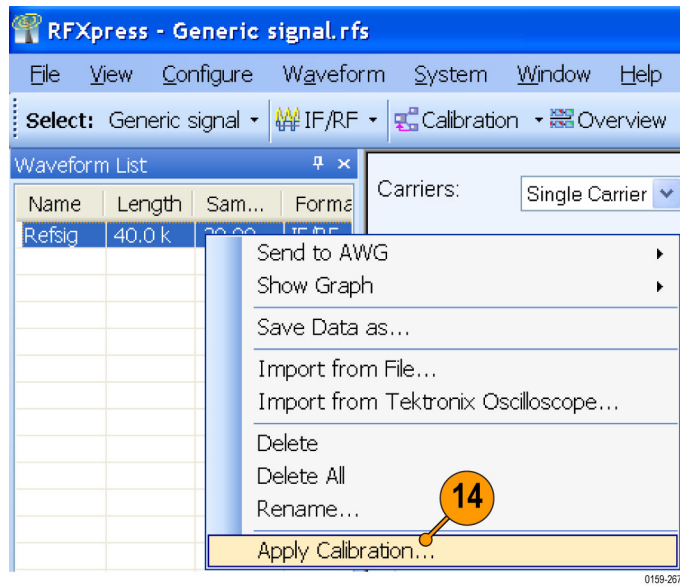 RFXpress - Generic signal.rfs
File View Configure Waveform System Window Help
Select: Generic signal IF/RF Calibration Overview
Waveform List
Name Length Sam... Forma
Refsig 40.0 k
Carriers: Single Carrier
Send to AWG
Show Graph
Save Data as...
Import from File...
Import from Tektronix Oscilloscope...
Delete
Delete All
Rename...
14
Apply Calibration...
0159-267